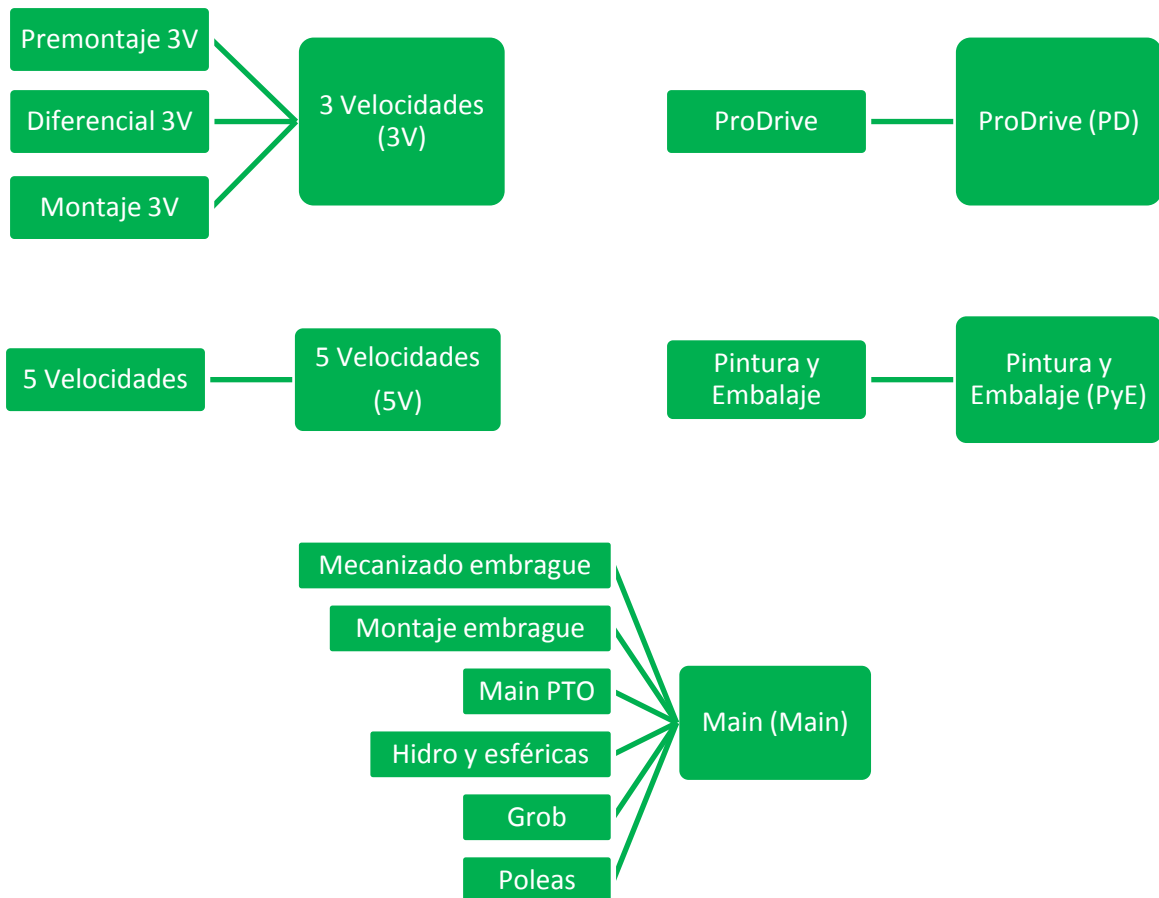 Premontaje 3V
Diferencial 3V
Montaje 3V
3 Velocidades
(3V)
ProDrive
ProDrive (PD)
5 Velocidades
5 Velocidades
(5V)
Pintura y
Embalaje
Pintura y
Embalaje (PyE)
Mecanizado embrague
Montaje embrague
Main PTO
Hidro y esféricas
Grob
Poleas
Main (Main)